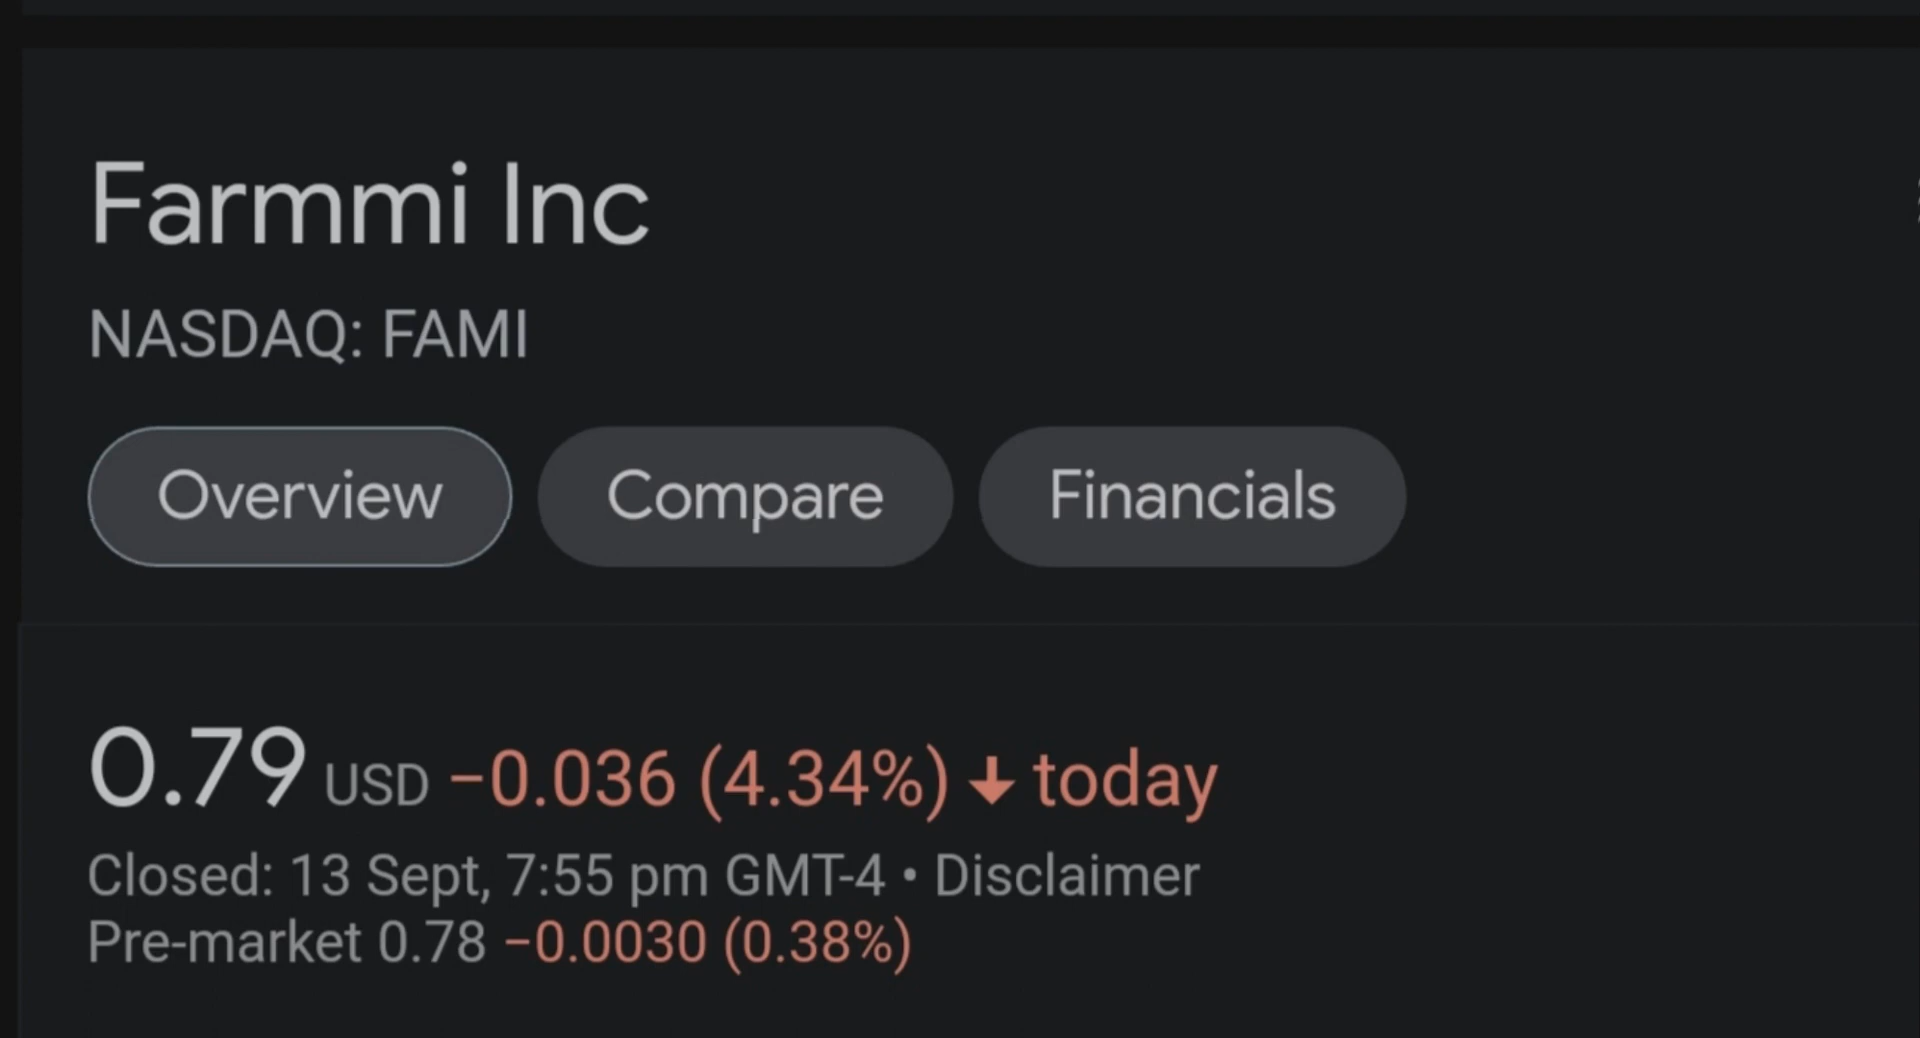 Farmmi Inc
NASDAQ: FAMI
Overview Compare Financials
0.79 USD −0.036 (4.34%) ↓ today
Closed: 13 Sept, 7:55 pm GMT-4 • Disclaimer
Pre-market 0.78 −0.0030 (0.38%)